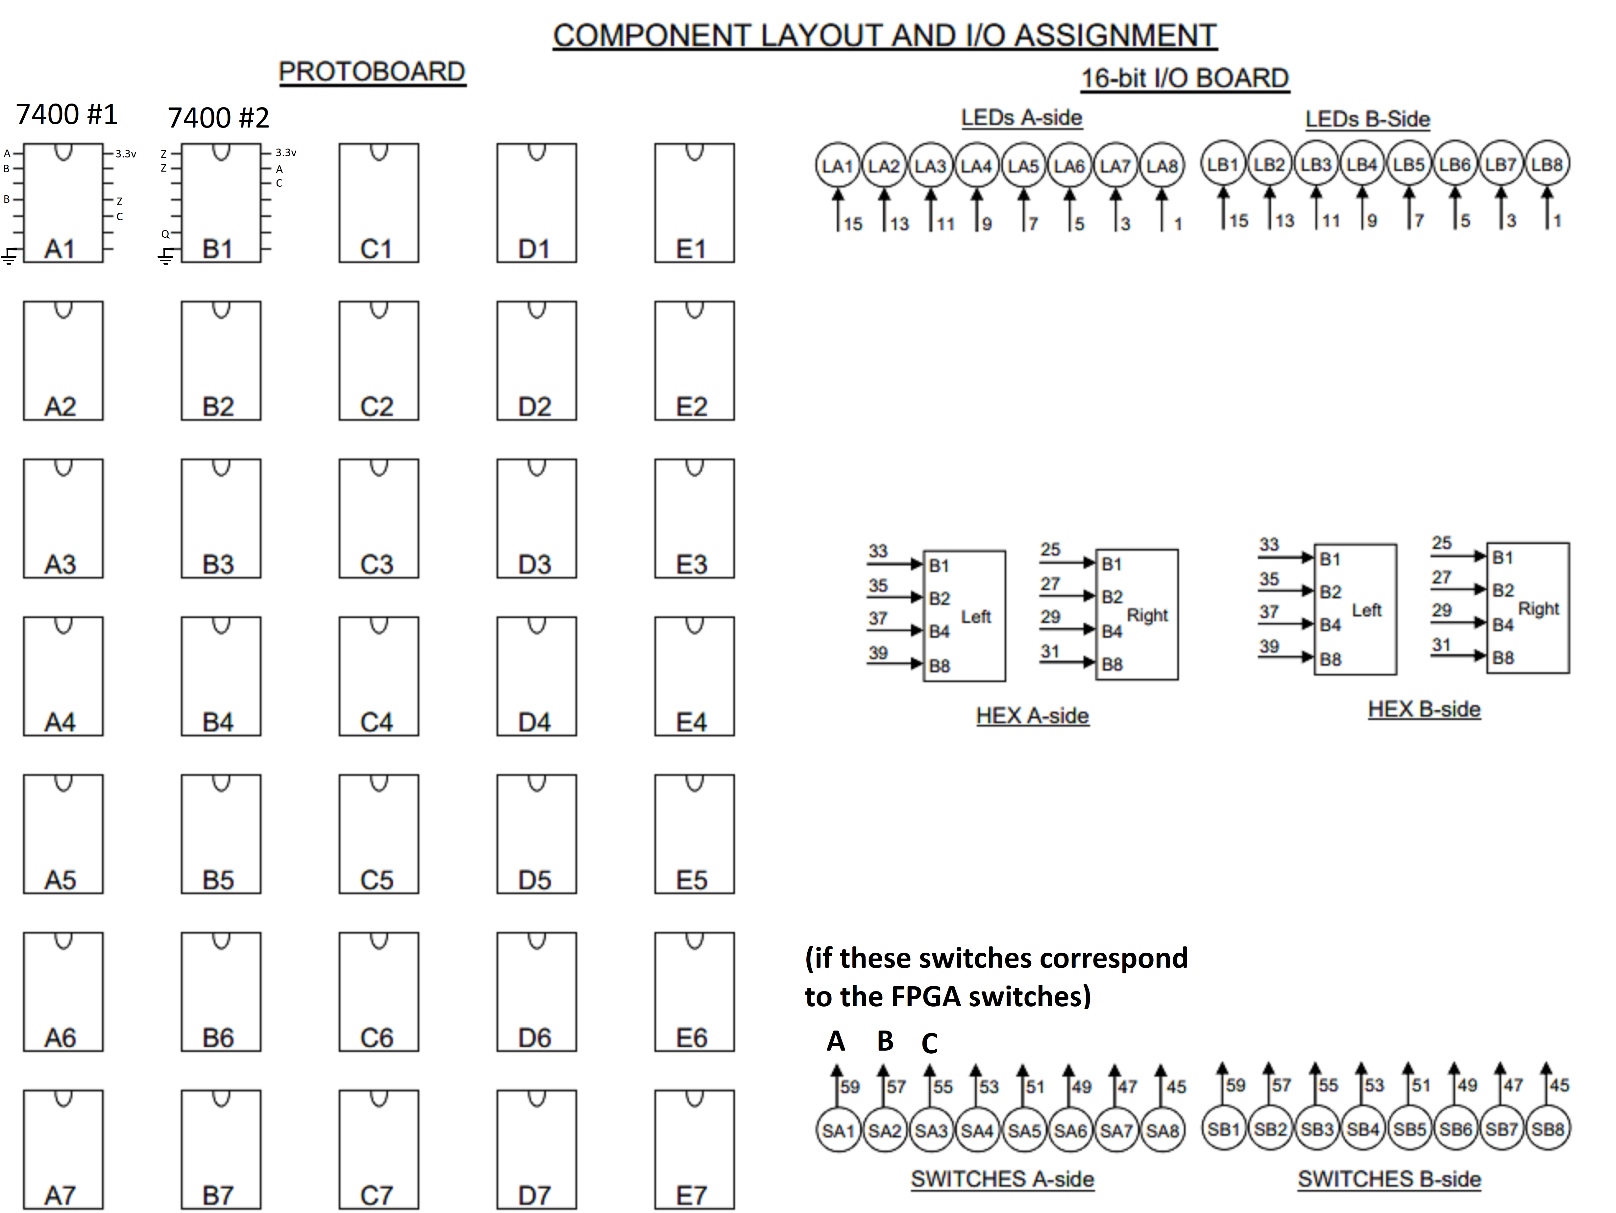 COMPONENT LAYOUT AND I/O ASSIGNMENT
PROTOBOARD
16-bit I/O BOARD
7400 #1
7400 #2
LEDs A-side
LEDs B-Side
A 3.3v Z 3.3v
B Z A
C
B Z
C
Q
A1 B1 C1 D1 E1
LA1 LA2 LA3 LA4 LA5 LA6 LA7 LA8 LB1 LB2 LB3 LB4 LB5 LB6 LB7 LB8
15 13 11 9 7 5 3 1 15 13 11 9 7 5 3 1
A2 B2 C2 D2 E2
A3 B3 C3 D3 E3
33 B1 25 B1 33 B1 25 B1
35 B2 27 B2 35 B2 27 B2
Left Right Left Right
37 B4 29 B4 37 B4 29 B4
39 B8 31 B8 39 B8 31 B8
HEX A-side
HEX B-side
A4 B4 C4 D4 E4
A5 B5 C5 D5 E5
(if these switches correspond
to the FPGA switches)
A6 B6 C6 D6 E6
A B C
59 57 55 53 51 49 47 45 59 57 55 53 51 49 47 45
SA1 SA2 SA3 SA4 SA5 SA6 SA7 SA8 SB1 SB2 SB3 SB4 SB5 SB6 SB7 SB8
SWITCHES A-side
SWITCHES B-side
A7 B7 C7 D7 E7